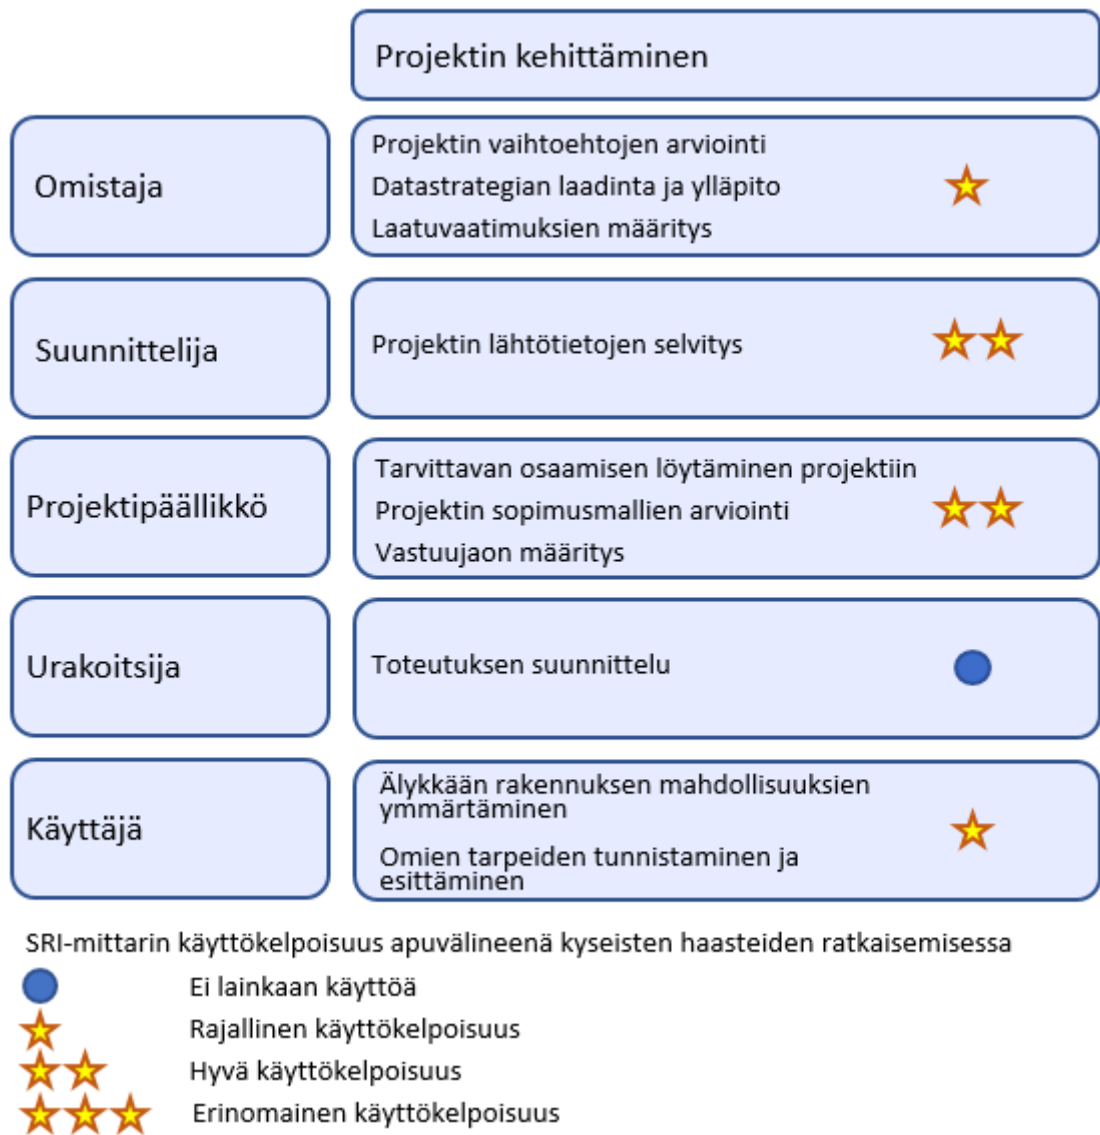 Projektin kehittäminen
Omistaja
Projektin vaihtoehtojen arviointi
Datastrategian laadinta ja ylläpito
Laatuvaatimuksien määritys
Suunnittelija
Projektin lähtötietojen selvitys
Projektipäällikkö
Tarvittavan osaamisen löytäminen projektiin
Projektin sopimusmallien arviointi
Vastuujaon määritys
Urakoitsija
Toteutuksen suunnittelu
Käyttäjä
Älykkään rakennuksen mahdollisuuksien
ymmärtäminen
Omien tarpeiden tunnistaminen ja
esittäminen
SRI-mittarin käyttökelpoisuus apuvälineenä kyseisten haasteiden ratkaisemisessa
Ei lainkaan käyttöä
Rajallinen käyttökelpoisuus
Hyvä käyttökelpoisuus
Erinomainen käyttökelpoisuus